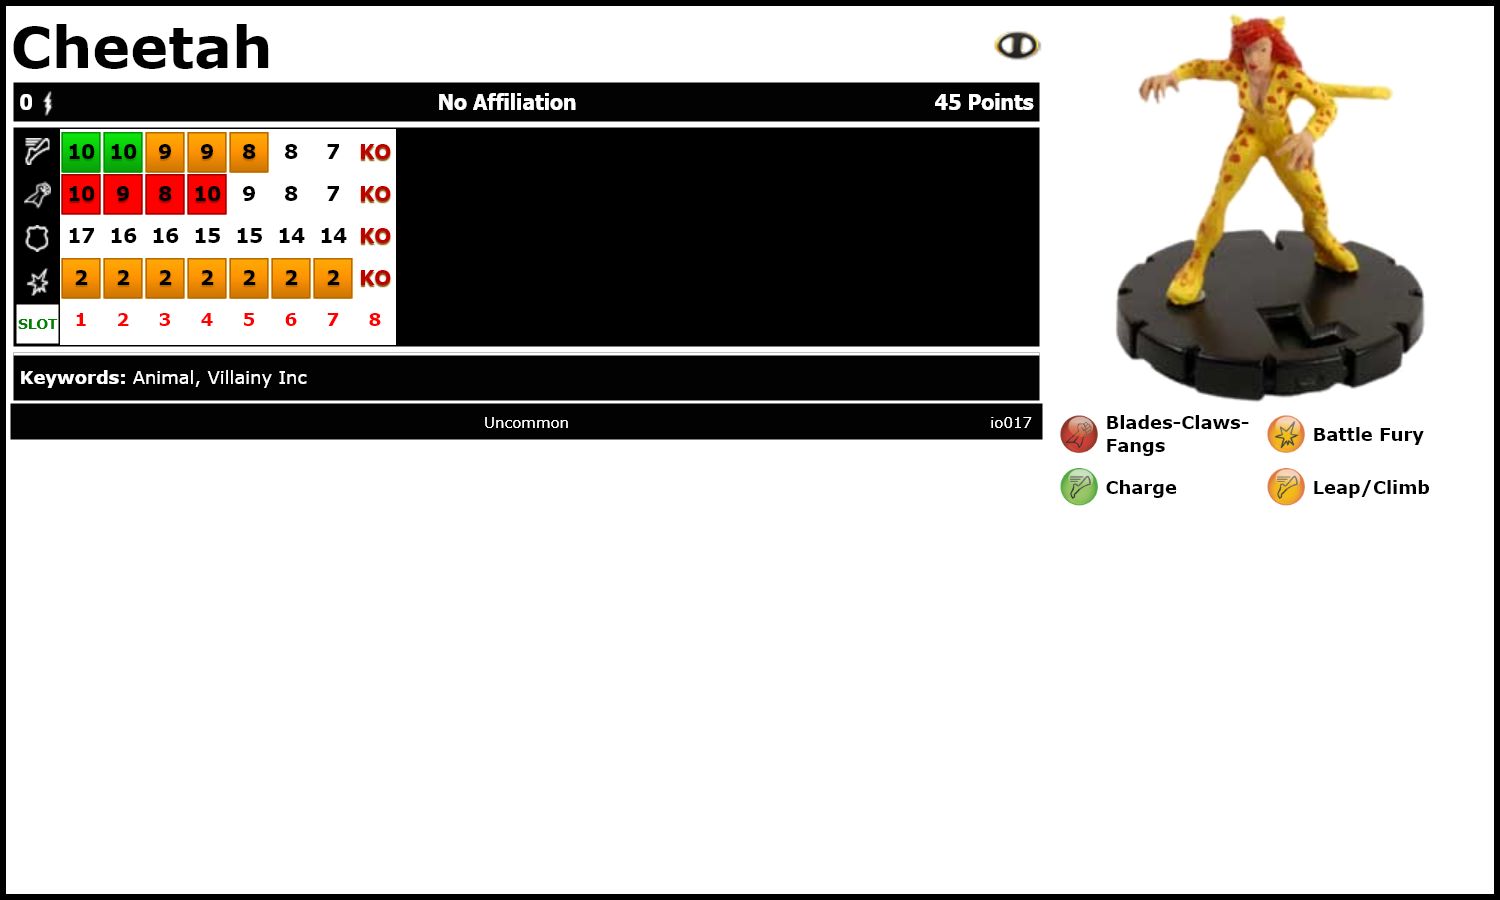 Cheetah
0 No Affiliation 45 Points
10 10 9 9 8 8 7 KO
10 9 8 10 9 8 7 KO
17 16 16 15 15 14 14 KO
2 2 2 2 2 2 2 KO
SLOT 1 2 3 4 5 6 7 8
Keywords: Animal, Villainy Inc
Uncommon io017
Blades-Claws-
Fangs
Battle Fury
Charge
Leap/Climb